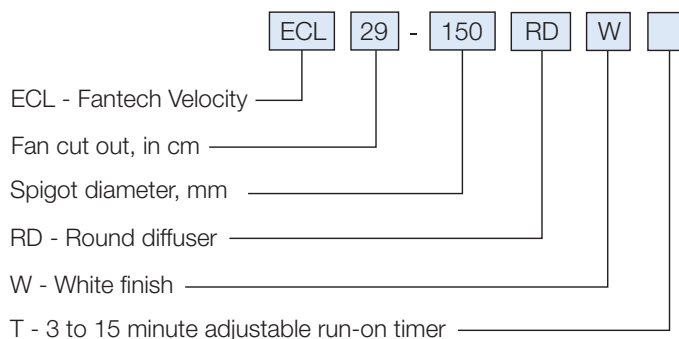 ECL 29 - 150 RD W
ECL - Fantech Velocity
Fan cut out, in cm
Spigot diameter, mm
RD - Round diffuser
W - White finish
T - 3 to 15 minute adjustable run-on timer